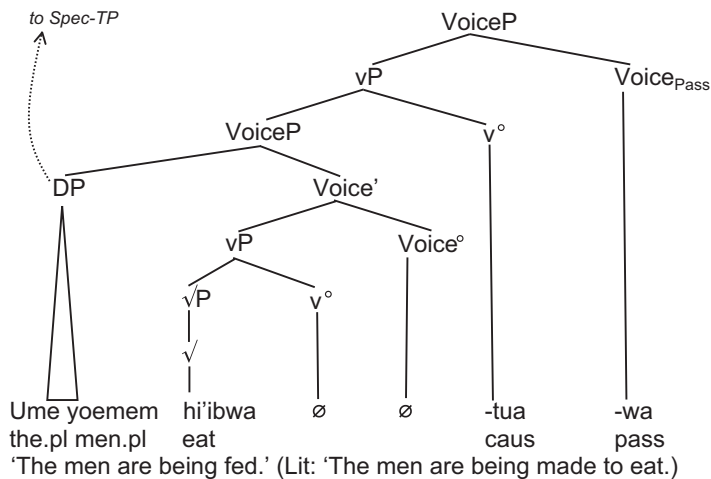 to Spec-TP
VoiceP
vP
Voice_Pass
VoiceP
v°
DP
Voice’
vP
Voice°
√P
v°
√
Ume yoemem hi’ibwa ∅ ∅ -tua -wa
the.pl men.pl eat caus pass
‘The men are being fed.’ (Lit: ‘The men are being made to eat.)